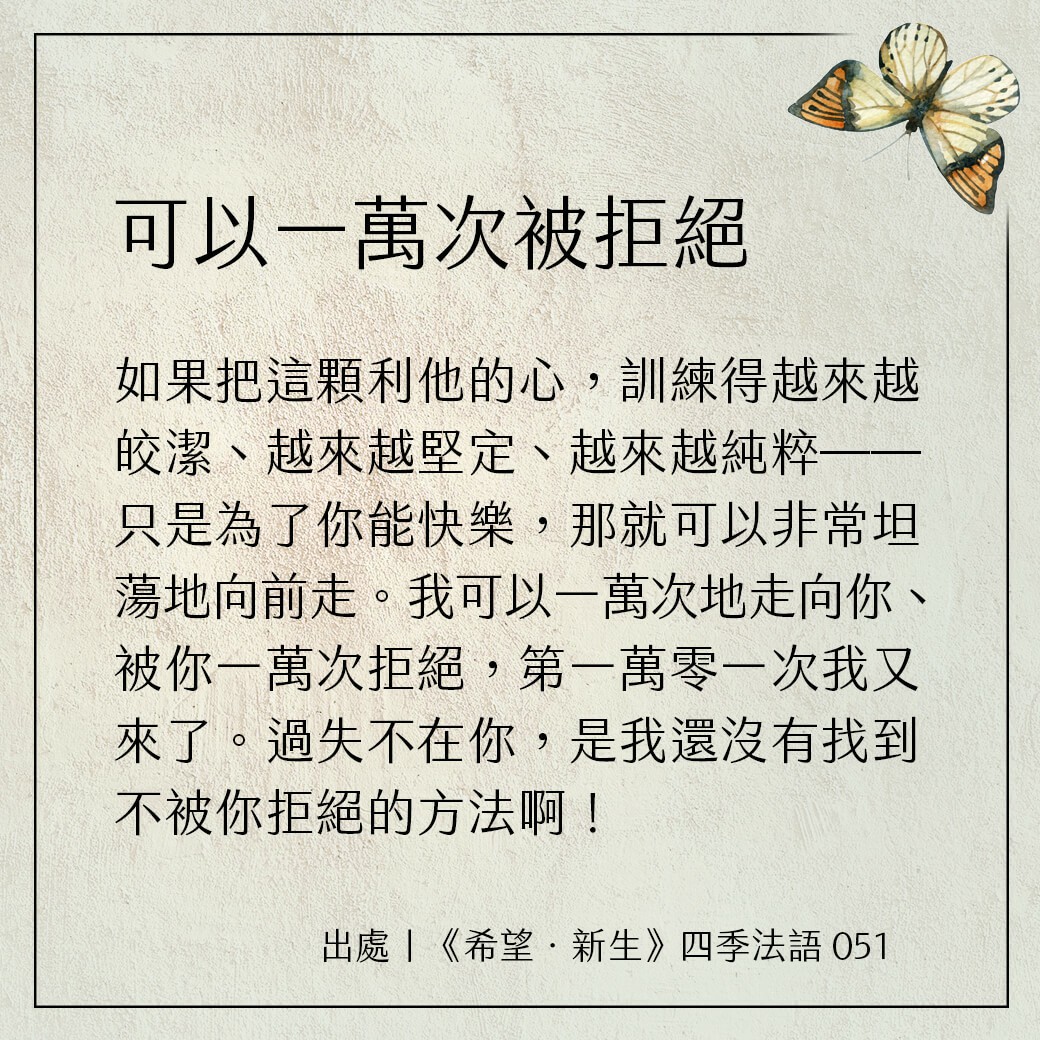 可以一萬次被拒絕
如果把這顆利他的心，訓練得越來越
皎潔、越來越堅定、越來越純粹——
只是為了你能快樂，那就可以非常坦
蕩地向前走。我可以一萬次地走向你、
被你一萬次拒絕，第一萬零一次我又
來了。過失不在你，是我還沒有找到
不被你拒絕的方法啊！
出處｜《希望．新生》四季法語 051